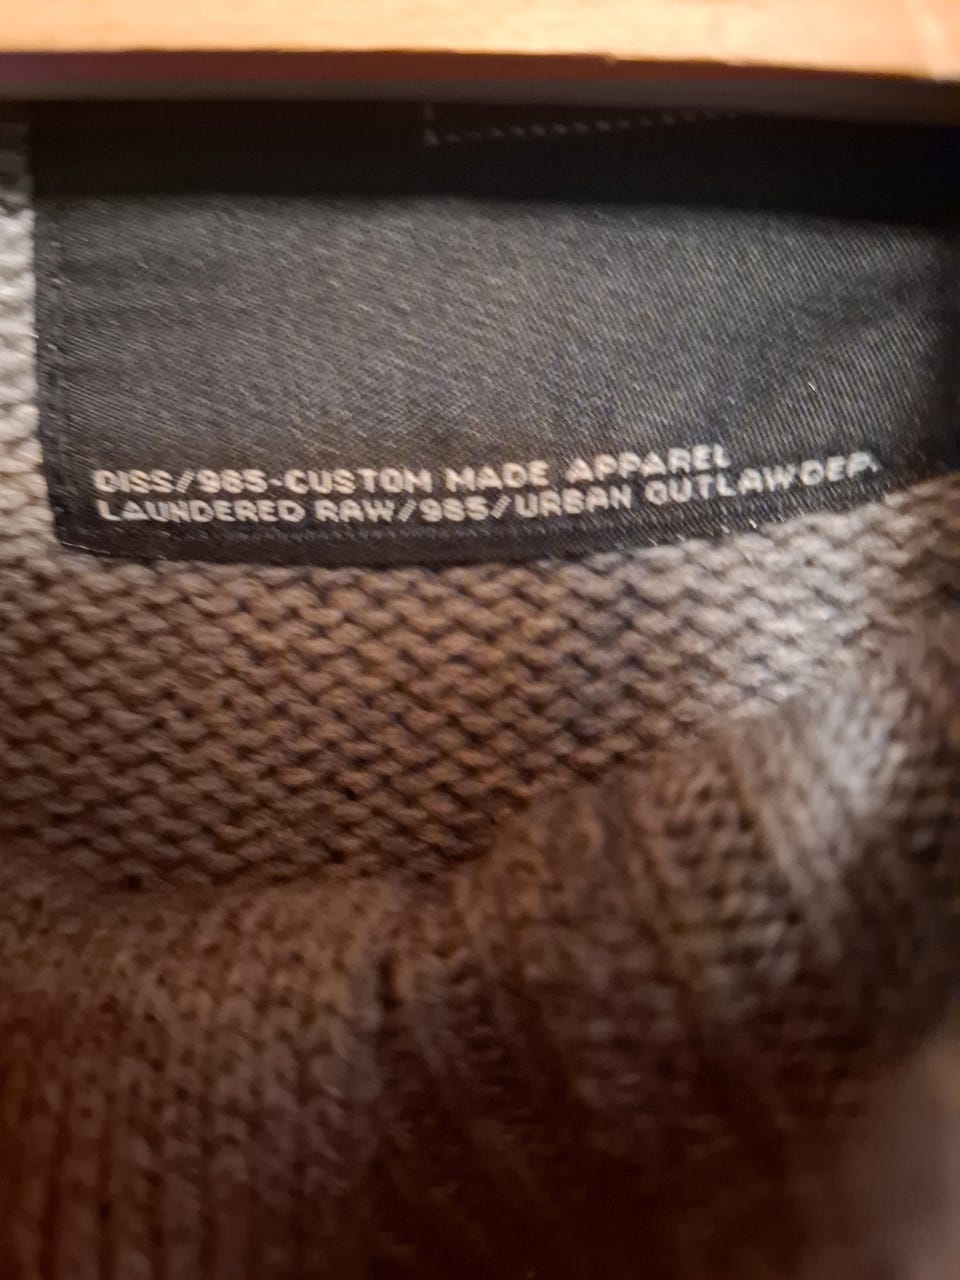 DISS/985-CUSTOM MADE APPAREL
LAUNDERED RAW/985/URBAN OUTLAWDEP.